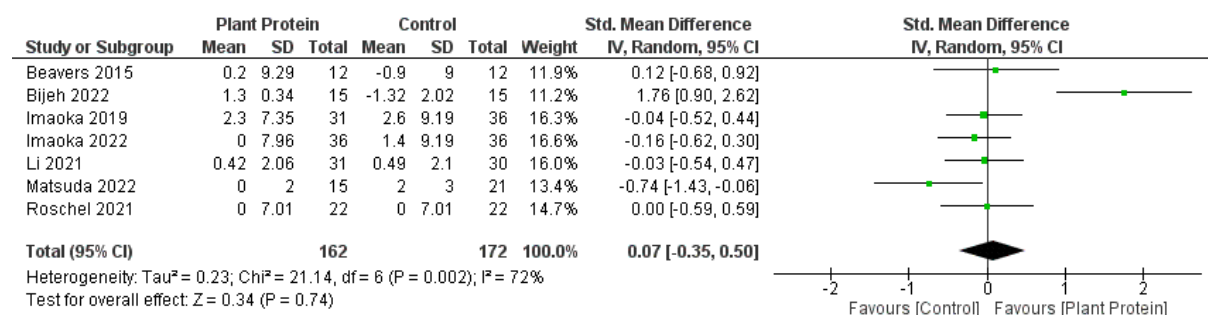 Plant Protein Control Std. Mean Difference Std. Mean Difference
Study or Subgroup Mean SD Total Mean SD Total Weight IV, Random, 95% CI IV, Random, 95% CI
Beavers 2015 0.2 9.29 12 -0.9 9 12 11.9% 0.12 [-0.68, 0.92]
Bijeh 2022 1.3 0.34 15 -1.32 2.02 15 11.2% 1.76 [0.90, 2.62]
Imaoka 2019 2.3 7.35 31 2.6 9.19 36 16.3% -0.04 [-0.52, 0.44]
Imaoka 2022 0 7.96 36 1.4 9.19 36 16.6% -0.16 [-0.62, 0.30]
Li 2021 0.42 2.06 31 0.49 2.1 30 16.0% -0.03 [-0.54, 0.47]
Matsuda 2022 0 2 15 2 3 21 13.4% -0.74 [-1.43, -0.06]
Roschel 2021 0 7.01 22 0 7.01 22 14.7% 0.00 [-0.59, 0.59]
Total (95% CI) 162 172 100.0% 0.07 [-0.35, 0.50]
Heterogeneity: Tau² = 0.23; Chi² = 21.14, df = 6 (P = 0.002); I² = 72%
Test for overall effect: Z = 0.34 (P = 0.74)
-2 -1 0 1 2
Favours [Control] Favours [Plant Protein]